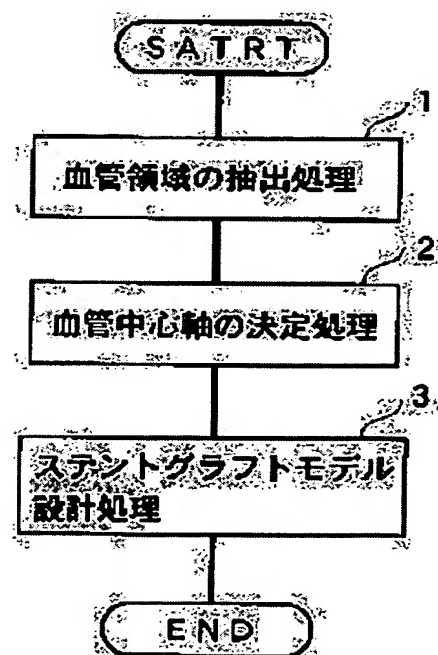 SATRT
1
血管領域の抽出処理
2
血管中心軸の決定処理
3
ステントグラフトモデル
設計処理
END